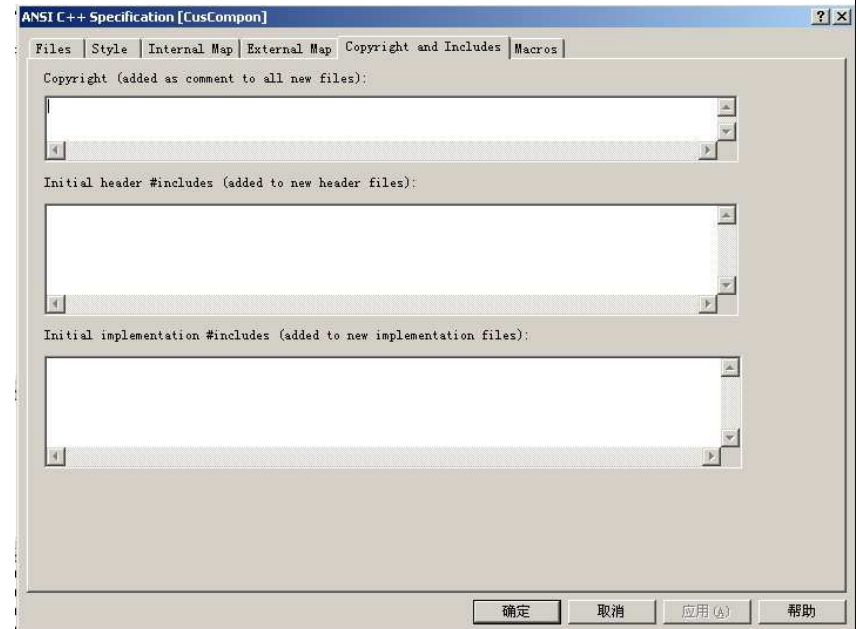 ANSI C++ Specification [CusCompon]
Files Style Internal Map External Map Copyright and Includes Macros
Copyright (added as comment to all new files):
Initial header #includes (added to new header files):
Initial implementation #includes (added to new implementation files):
确定 取消 应用(A) 帮助